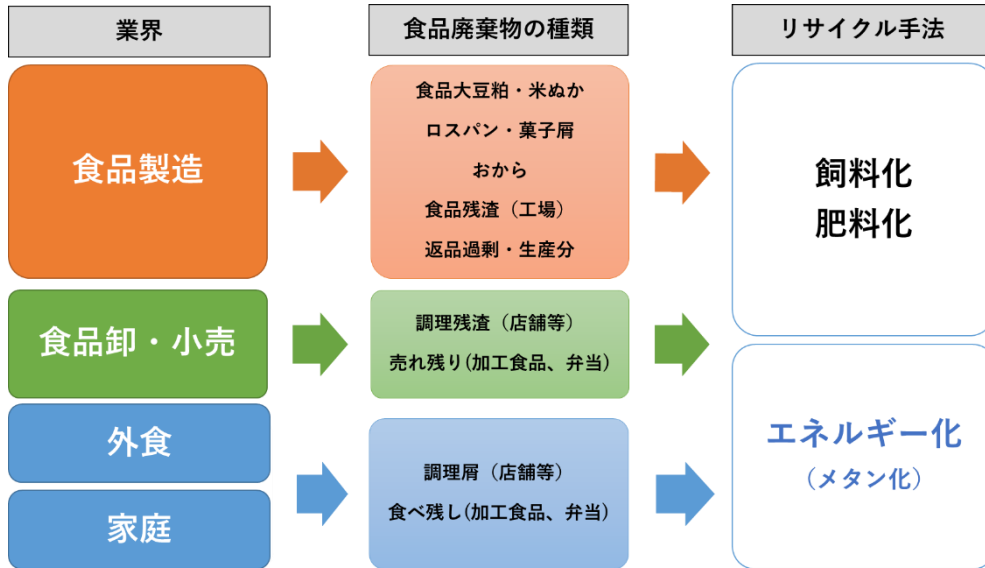 業界
食品廃棄物の種類
リサイクル手法
食品製造
食品大豆粕・米ぬか
ロスパン・菓子屑
おから
食品残渣（工場）
返品過剰・生産分
飼料化
肥料化
食品卸・小売
調理残渣（店舗等）
売れ残り(加工食品、弁当)
外食
家庭
調理屑（店舗等）
食べ残し(加工食品、弁当)
エネルギー化
（メタン化）